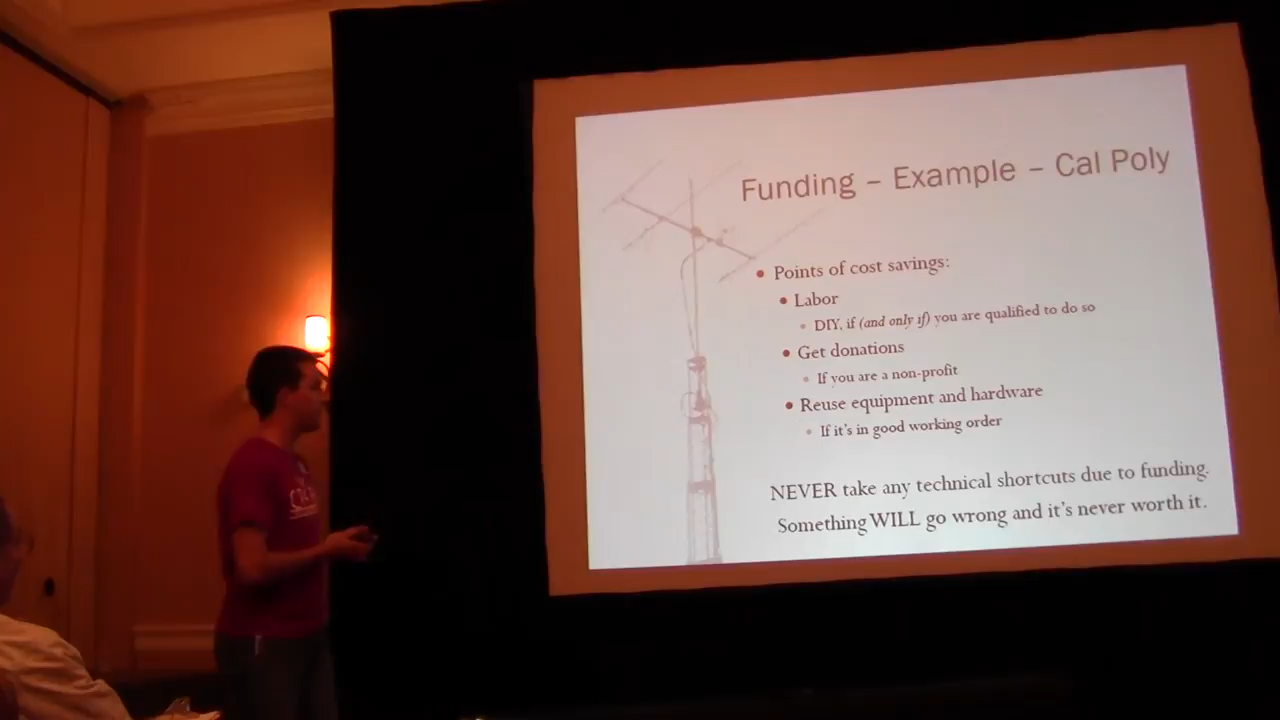 Funding – Example – Cal Poly
• Points of cost savings:
• Labor
• DIY, if (and only if) you are qualified to do so
• Get donations
• If you are a non-profit
• Reuse equipment and hardware
• If it's in good working order
NEVER take any technical shortcuts due to funding.
Something WILL go wrong and it's never worth it.